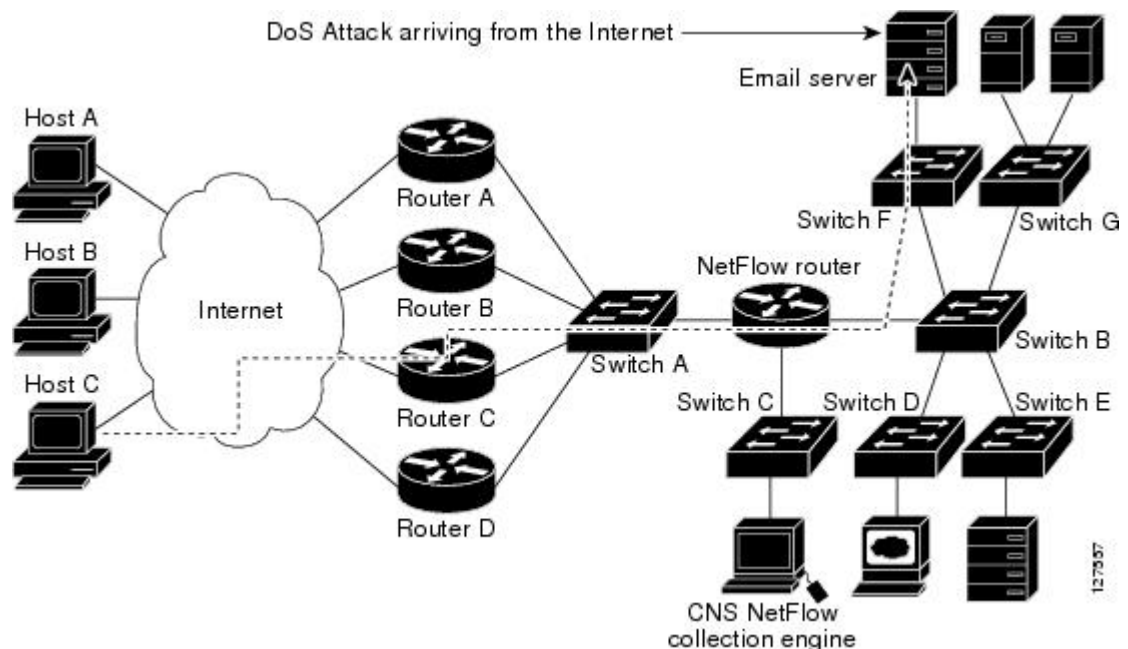 DoS Attack arriving from the Internet
Email server
Host A
Router A
Switch F
Switch G
Host B
NetFlow router
Internet
Router B
Switch B
Host C
Switch A
Router C
Switch C
Switch D
Switch E
Router D
CNS NetFlow
collection engine
127557